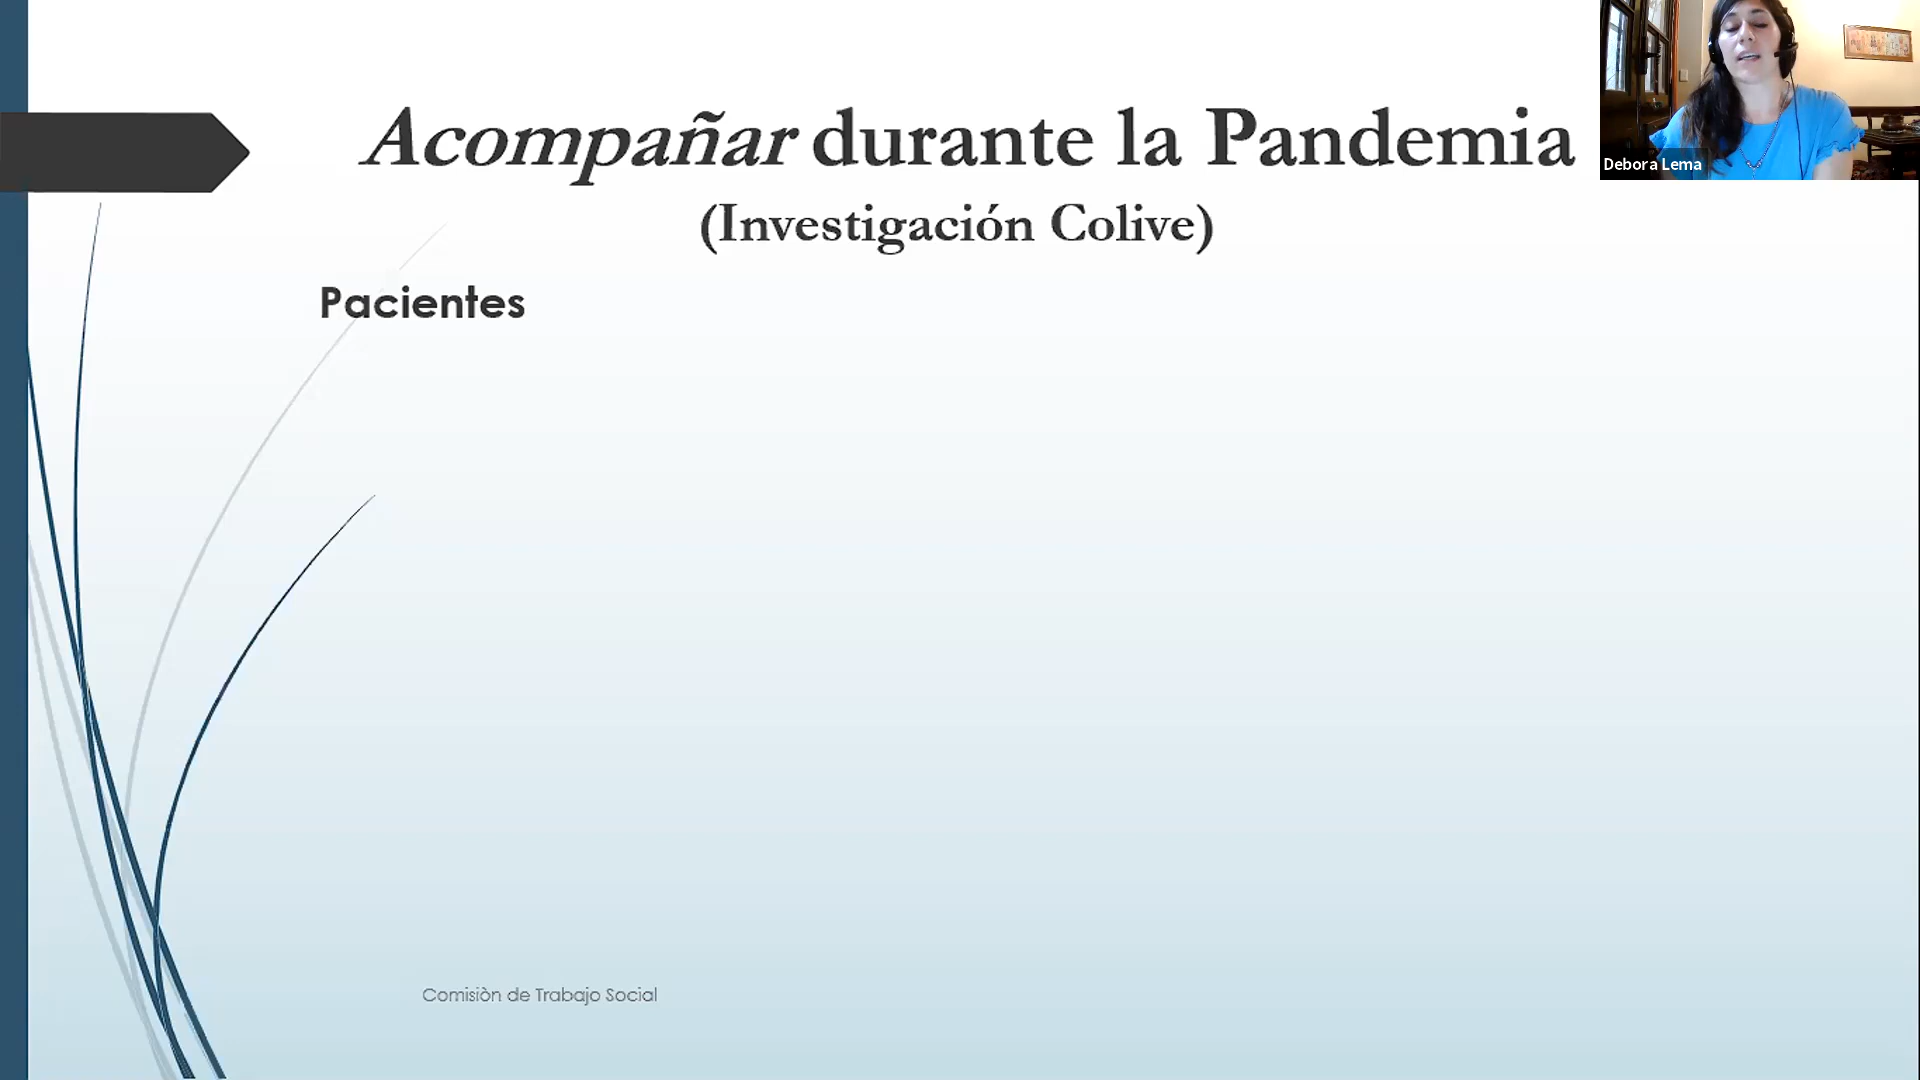 Acompañar durante la Pandemia
(Investigación Colive)
Debora Lema
Pacientes
Comisiòn de Trabajo Social